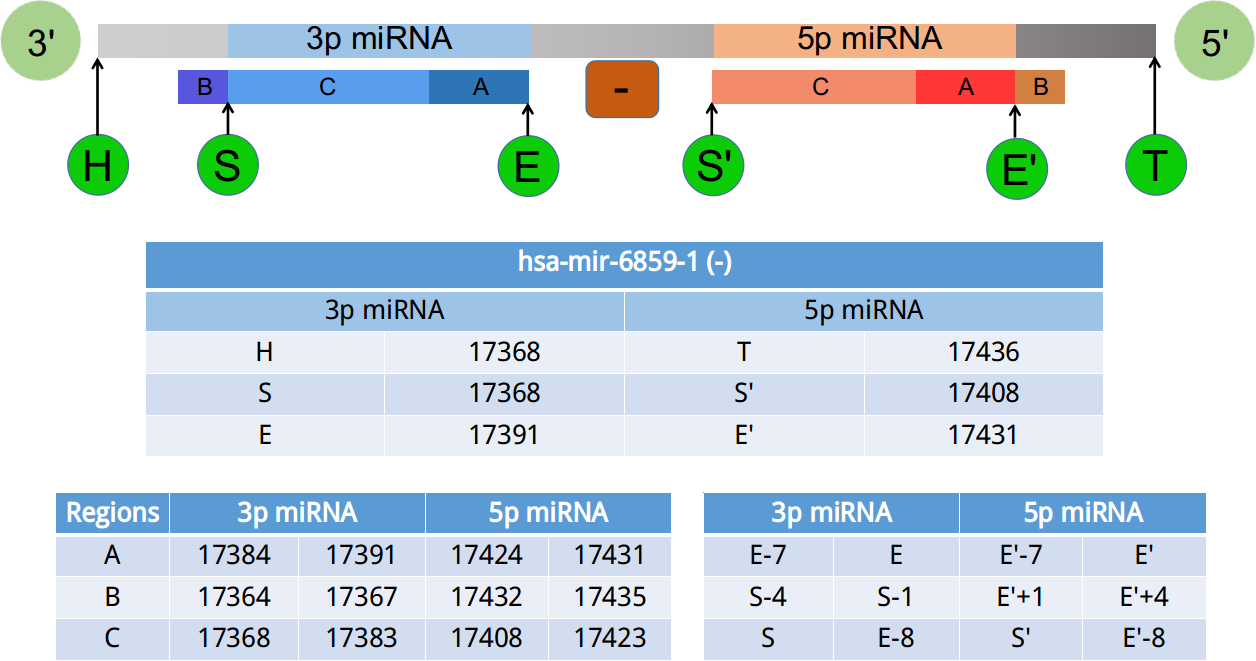 3' 3p miRNA 5p miRNA 5'
B C A - C A B
H S E S' E' T
hsa-mir-6859-1 (-)
3p miRNA 5p miRNA
H 17368 T 17436
S 17368 S' 17408
E 17391 E' 17431
Regions 3p miRNA 5p miRNA
A 17384 17391 17424 17431
B 17364 17367 17432 17435
C 17368 17383 17408 17423
3p miRNA 5p miRNA
E-7 E E'-7 E'
S-4 S-1 E'+1 E'+4
S E-8 S' E'-8